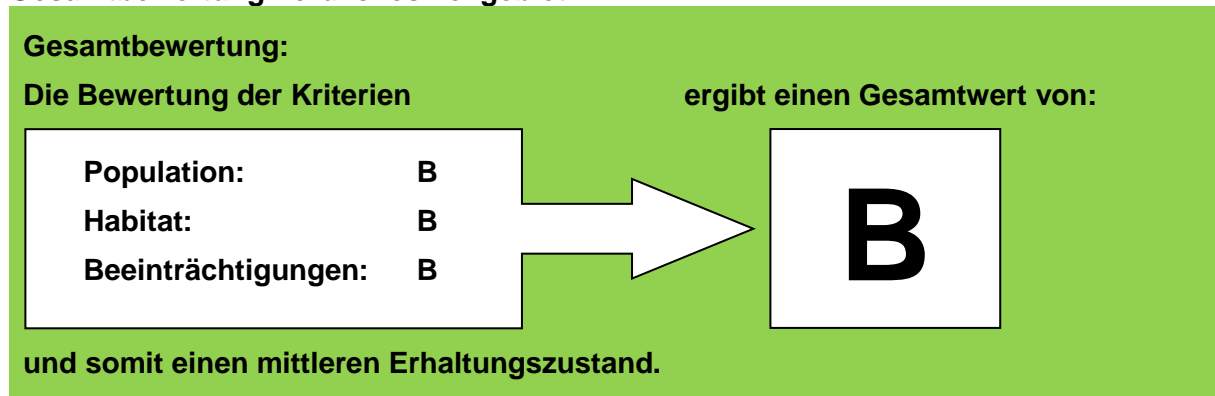 Gesamtbewertung:
Die Bewertung der Kriterien ergibt einen Gesamtwert von:
Population: B
Habitat: B
Beeinträchtigungen: B
B
und somit einen mittleren Erhaltungszustand.